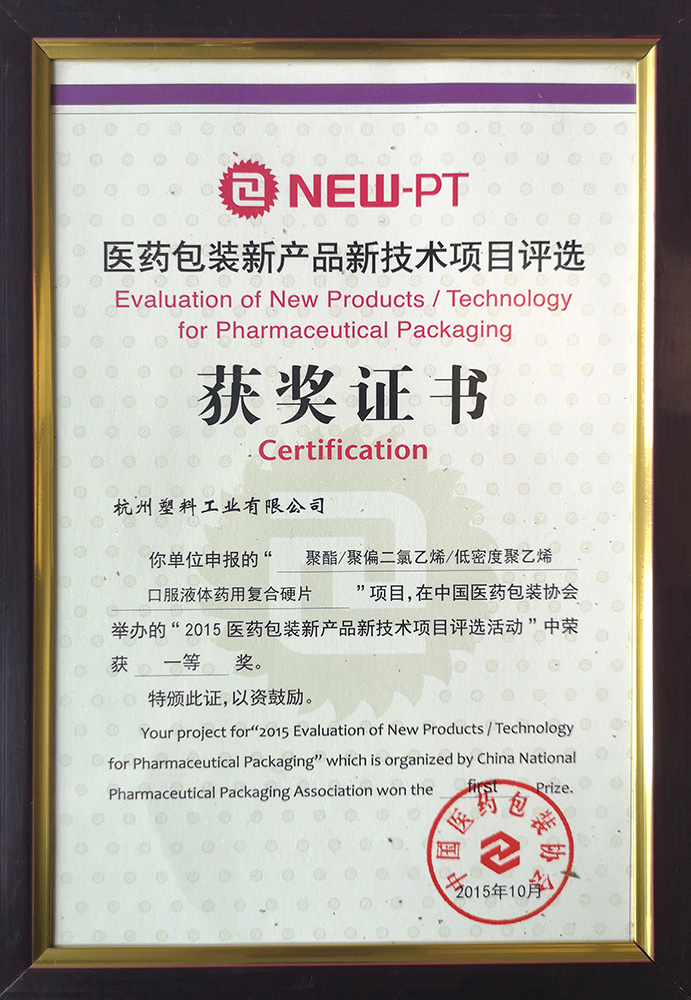 NEW-PT
医药包装新产品新技术项目评选
Evaluation of New Products / Technology
for Pharmaceutical Packaging
获奖证书
Certification
杭州塑料工业有限公司
你单位申报的“ 聚酯/聚偏二氯乙烯/低密度聚乙烯
口服液体药用复合硬片 ”项目,在中国医药包装协会
举办的“2015 医药包装新产品新技术项目评选活动”中荣
获 一等 奖。
特颁此证,以资鼓励。
Your project for“2015 Evaluation of New Products / Technology
for Pharmaceutical Packaging” which is organized by China National
Pharmaceutical Packaging Association won the first Prize.
中国医药包装协会
2015年10月